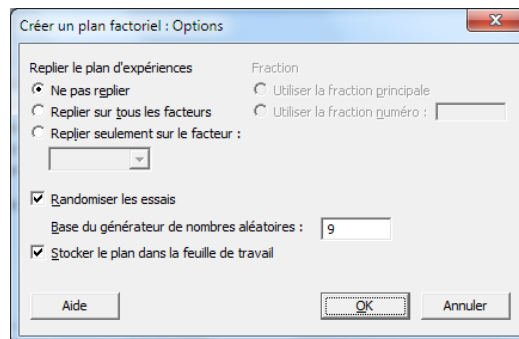 Créer un plan factoriel : Options
Replier le plan d'expériences
Fraction
Ne pas replier
Utiliser la fraction principale
Replier sur tous les facteurs
Utiliser la fraction numéro :
Replier seulement sur le facteur :
Randomiser les essais
Base du générateur de nombres aléatoires :
9
Stocker le plan dans la feuille de travail
Aide
OK
Annuler